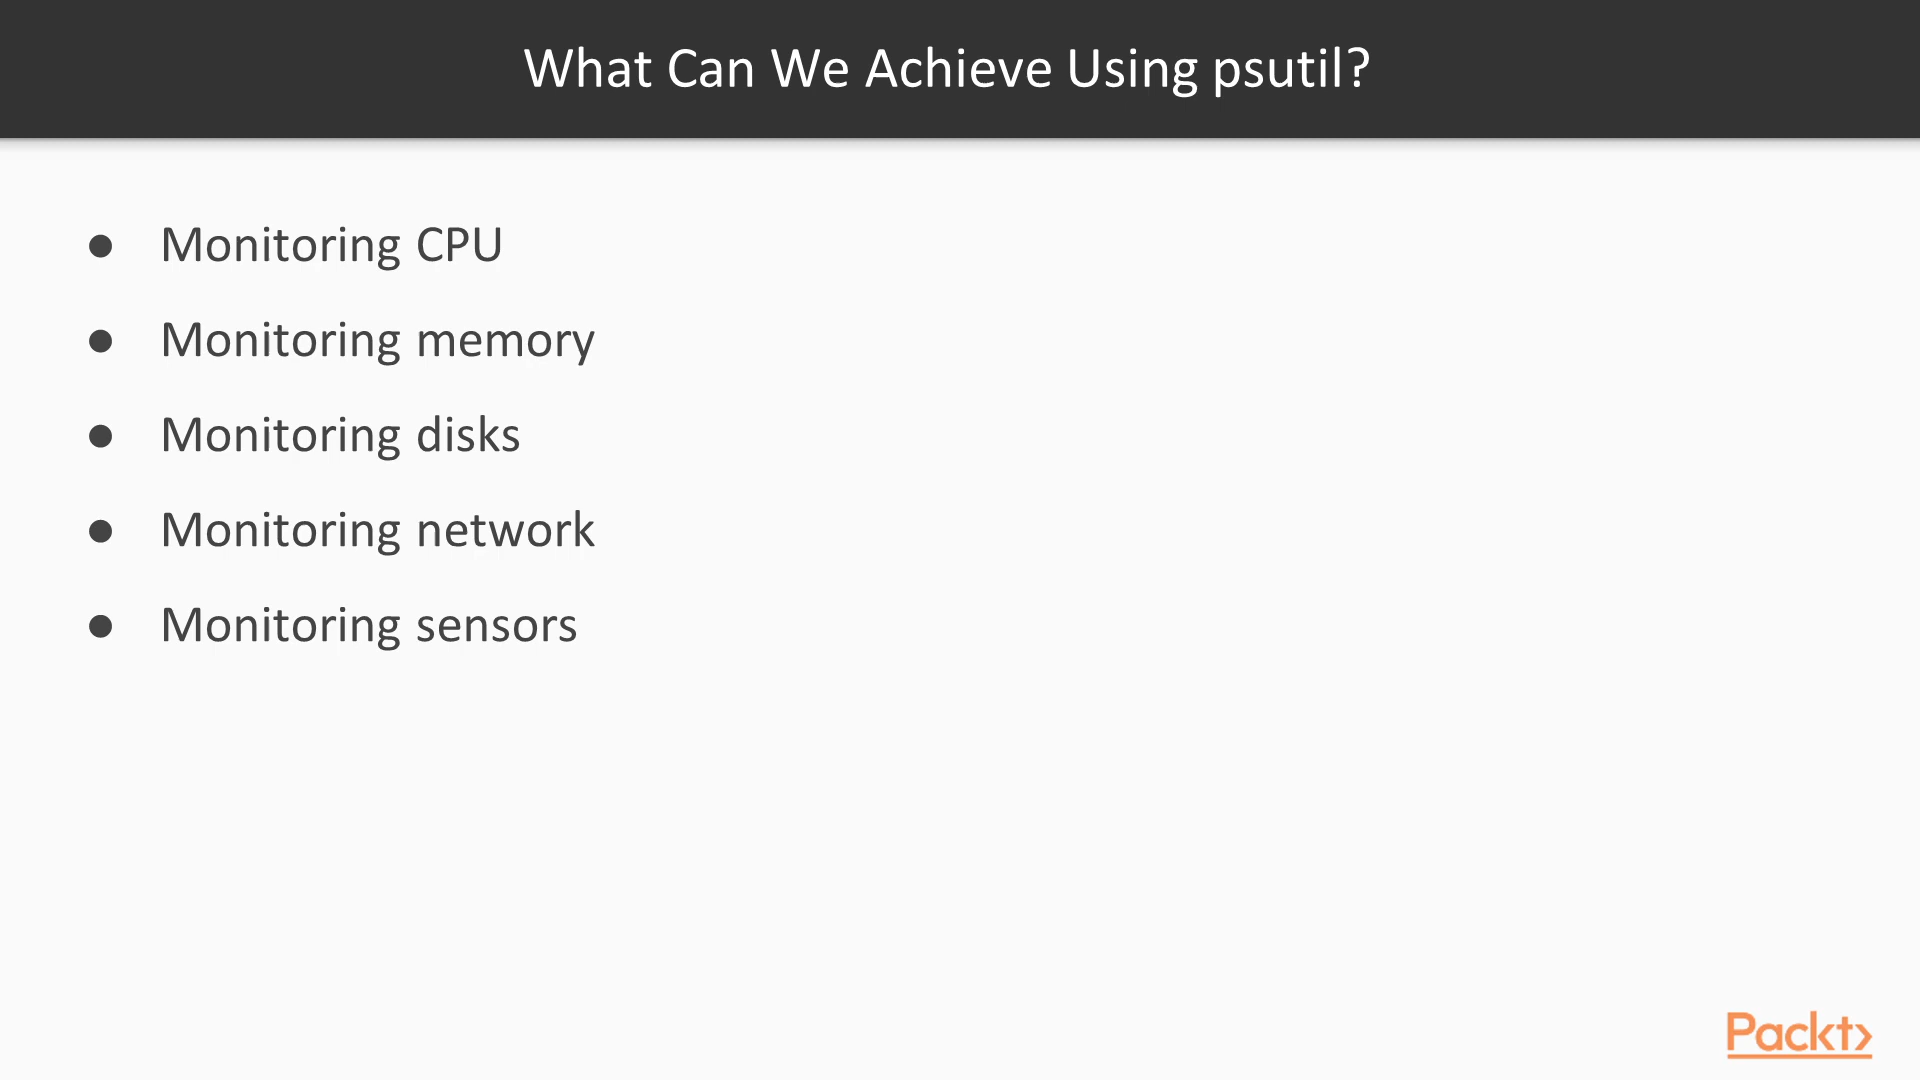 What Can We Achieve Using psutil?
● Monitoring CPU
● Monitoring memory
● Monitoring disks
● Monitoring network
● Monitoring sensors
Packt>